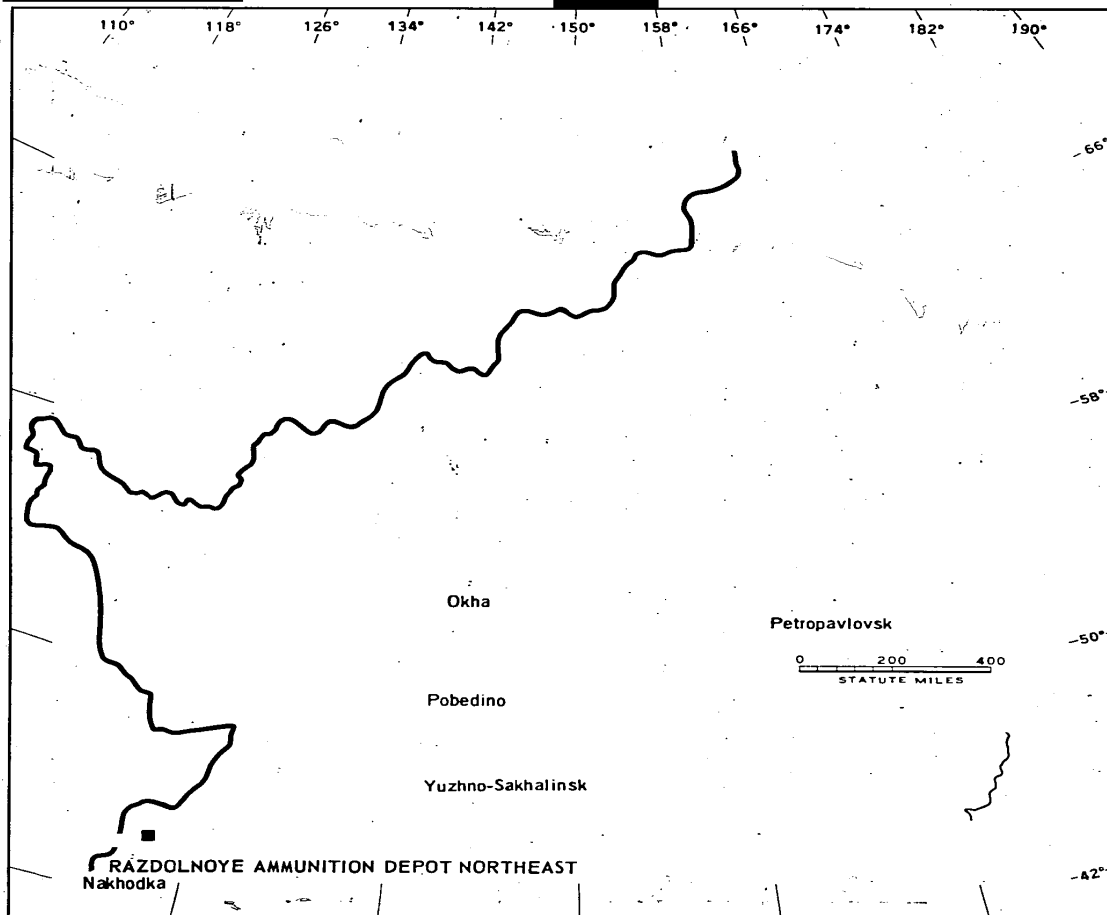 110° 118° 126° 134° 142° 150° 158° 166° 174° 182° 190°
66°
58°
Okha
Petropavlovsk
50°
0 200 400
STATUTE MILES
Pobedino
Yuzhno-Sakhalinsk
RAZDOLNOYE AMMUNITION DEPOT NORTHEAST
42°
Nakhodka